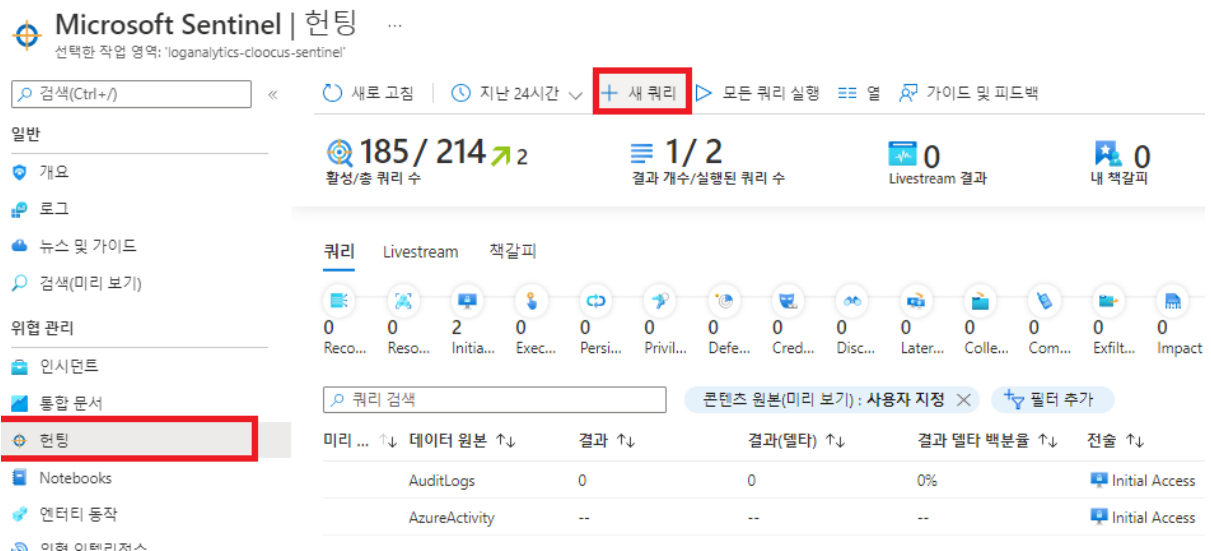 Microsoft Sentinel | 헌팅 ...
선택한 작업 영역: 'loganalytics-cloocus-sentinel'
검색(Ctrl+/) «
새로 고침 지난 24시간 + 새 쿼리 모든 쿼리 실행 열 가이드 및 피드백
일반
개요
로그
뉴스 및 가이드
검색(미리 보기)
위협 관리
인시던트
통합 문서
헌팅
Notebooks
엔터티 동작
위협 인텔리전스
185 / 214 2
활성/총 쿼리 수
1 / 2
결과 개수/실행된 쿼리 수
0
Livestream 결과
0
내 책갈피
쿼리 Livestream 책갈피
0 0 2 0 0 0 0 0 0 0 0 0 0 0
Reco... Reso... Initia... Exec... Persi... Privil... Defe... Cred... Disc... Later... Colle... Com... Exfilt... Impact
쿼리 검색 콘텐츠 원본(미리 보기) : 사용자 지정 × 필터 추가
미리 ... ↑↓ 데이터 원본 ↑↓ 결과 ↑↓ 결과(델타) ↑↓ 결과 델타 백분율 ↑↓ 전술 ↑↓
AuditLogs 0 0 0% Initial Access
AzureActivity -- -- -- Initial Access